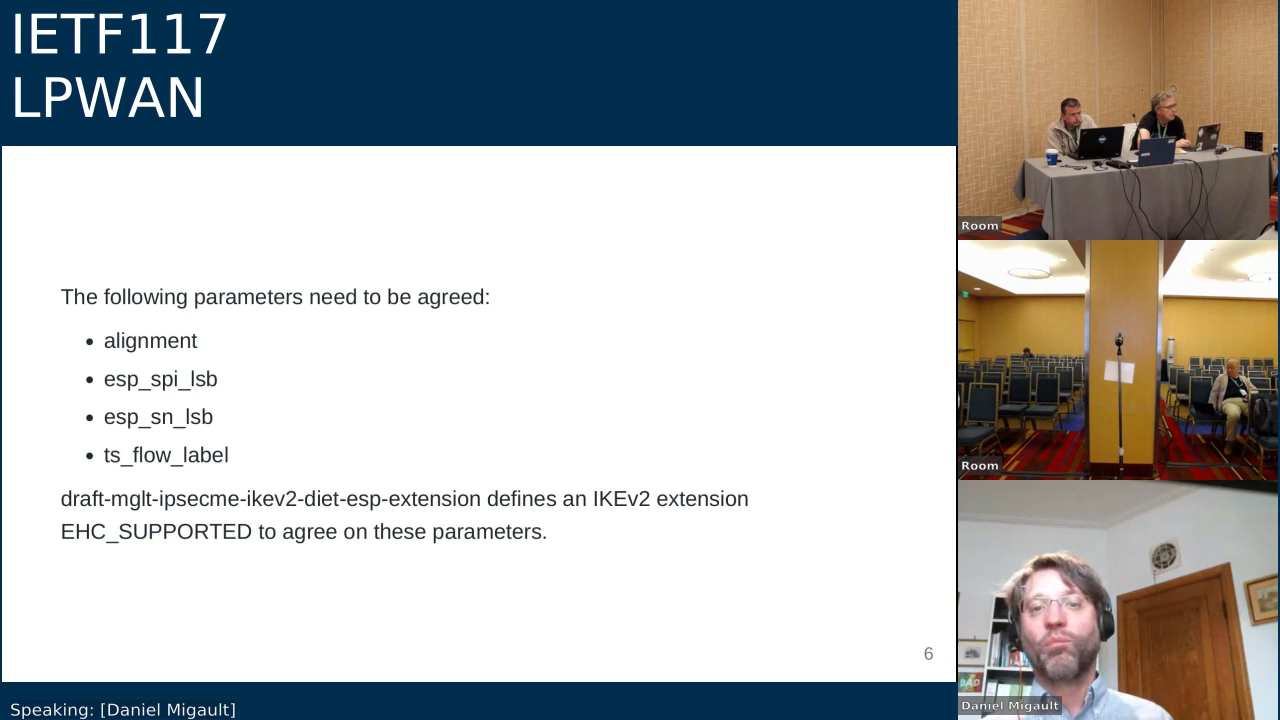 IETF117
LPWAN
The following parameters need to be agreed:
• alignment
• esp_spi_lsb
• esp_sn_lsb
• ts_flow_label
draft-mglt-ipsecme-ikev2-diet-esp-extension defines an IKEv2 extension
EHC_SUPPORTED to agree on these parameters.
6
Speaking: [Daniel Migault]
Room
Room
Daniel Migault